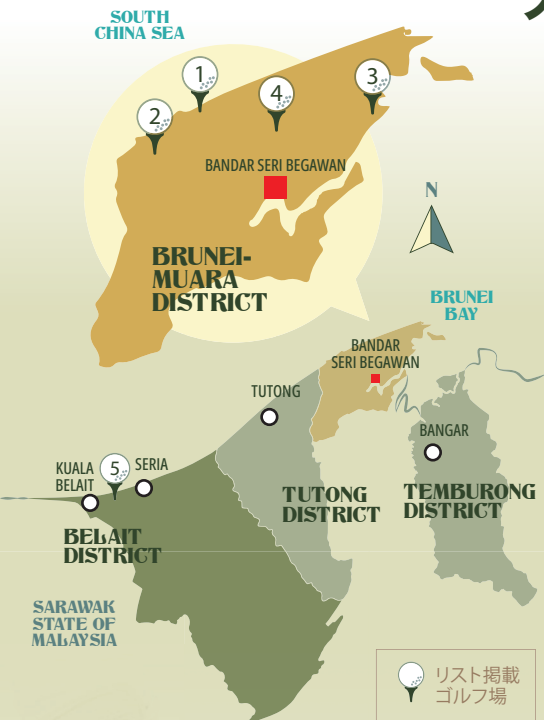 SOUTH
CHINA SEA
1
2
3
4
BANDAR SERI BEGAWAN
N
BRUNEI-
MUARA
DISTRICT
BRUNEI
BAY
BANDAR
SERI BEGAWAN
TUTONG
BANGAR
KUALA
BELAIT
5
SERIA
TUTONG
DISTRICT
TEMBURONG
DISTRICT
BELAIT
DISTRICT
SARAWAK
STATE OF
MALAYSIA
リスト掲載
ゴルフ場